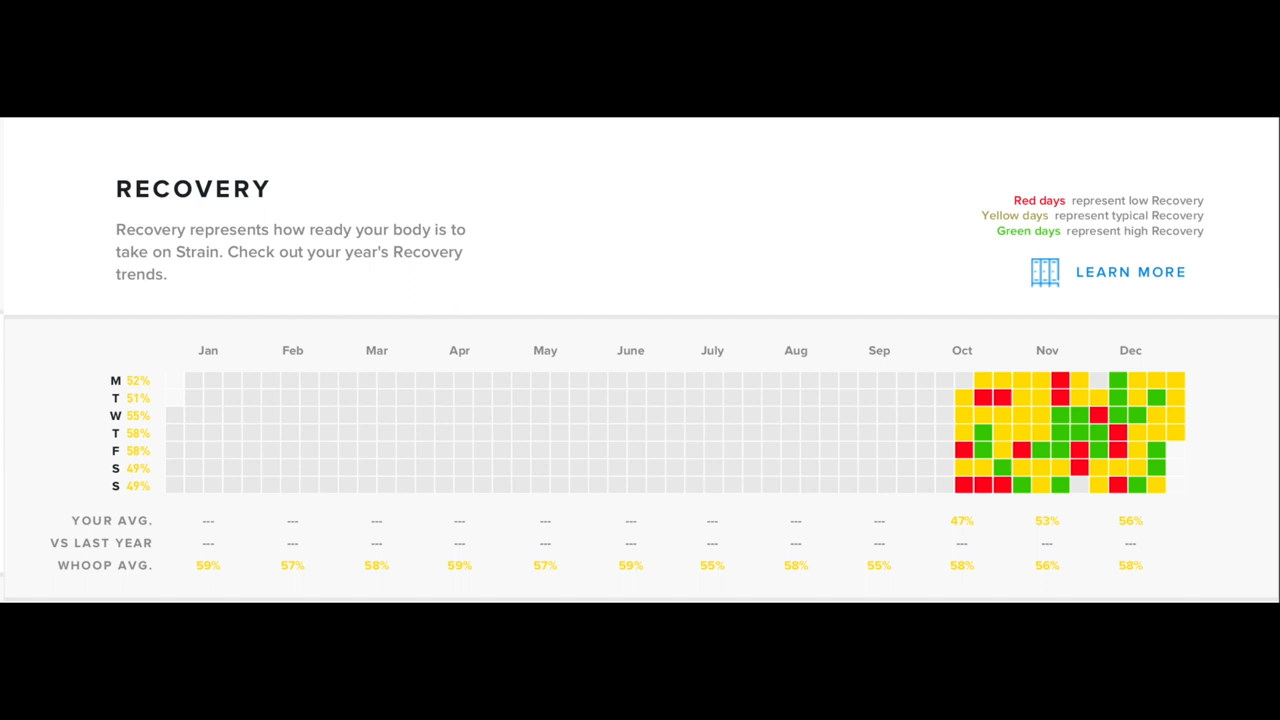 RECOVERY
Recovery represents how ready your body is to
take on Strain. Check out your year's Recovery
trends.
Red days represent low Recovery
Yellow days represent typical Recovery
Green days represent high Recovery
LEARN MORE
Jan Feb Mar Apr May June July Aug Sep Oct Nov Dec
M 52%
T 51%
W 55%
T 58%
F 58%
S 49%
S 49%
YOUR AVG. --- --- --- --- --- --- --- --- --- 47% 53% 56%
VS LAST YEAR --- --- --- --- --- --- --- --- --- --- --- ---
WHOOP AVG. 59% 57% 58% 59% 57% 59% 55% 58% 55% 58% 56% 58%